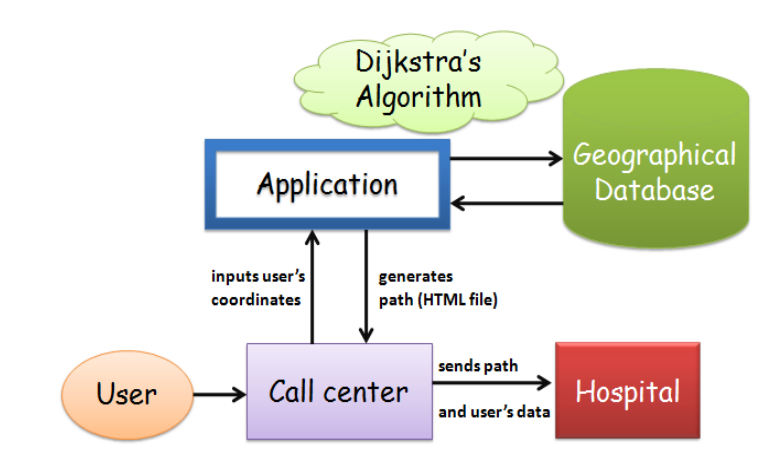 Dijkstra's
Algorithm
Geographical
Database
Application
inputs user's
coordinates
generates
path (HTML file)
User
Call center
sends path
and user's data
Hospital